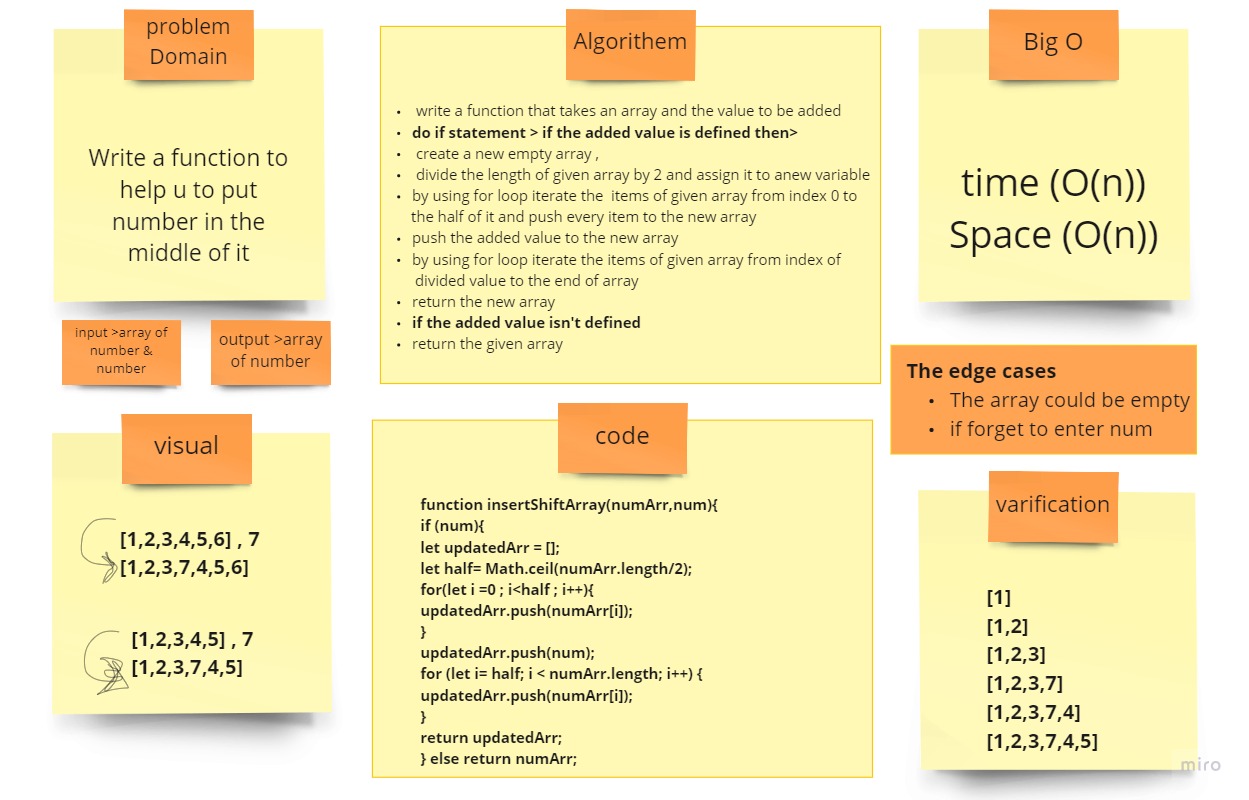 problem
Domain
Write a function to
help u to put
number in the
middle of it
input >array of
number &
number
output >array
of number
visual
[1,2,3,4,5,6] , 7
[1,2,3,7,4,5,6]
[1,2,3,4,5] , 7
[1,2,3,7,4,5]
Algorithem
• write a function that takes an array and the value to be added
• do if statement > if the added value is defined then>
• create a new empty array ,
• divide the length of given array by 2 and assign it to anew variable
• by using for loop iterate the items of given array from index 0 to
the half of it and push every item to the new array
• push the added value to the new array
• by using for loop iterate the items of given array from index of
divided value to the end of array
• return the new array
• if the added value isn't defined
• return the given array
code
function insertShiftArray(numArr,num){
if (num){
let updatedArr = [];
let half= Math.ceil(numArr.length/2);
for(let i =0 ; i<half ; i++){
updatedArr.push(numArr[i]);
}
updatedArr.push(num);
for (let i= half; i < numArr.length; i++) {
updatedArr.push(numArr[i]);
}
return updatedArr;
} else return numArr;
Big O
time (O(n))
Space (O(n))
The edge cases
• The array could be empty
• if forget to enter num
varification
[1]
[1,2]
[1,2,3]
[1,2,3,7]
[1,2,3,7,4]
[1,2,3,7,4,5]
miro